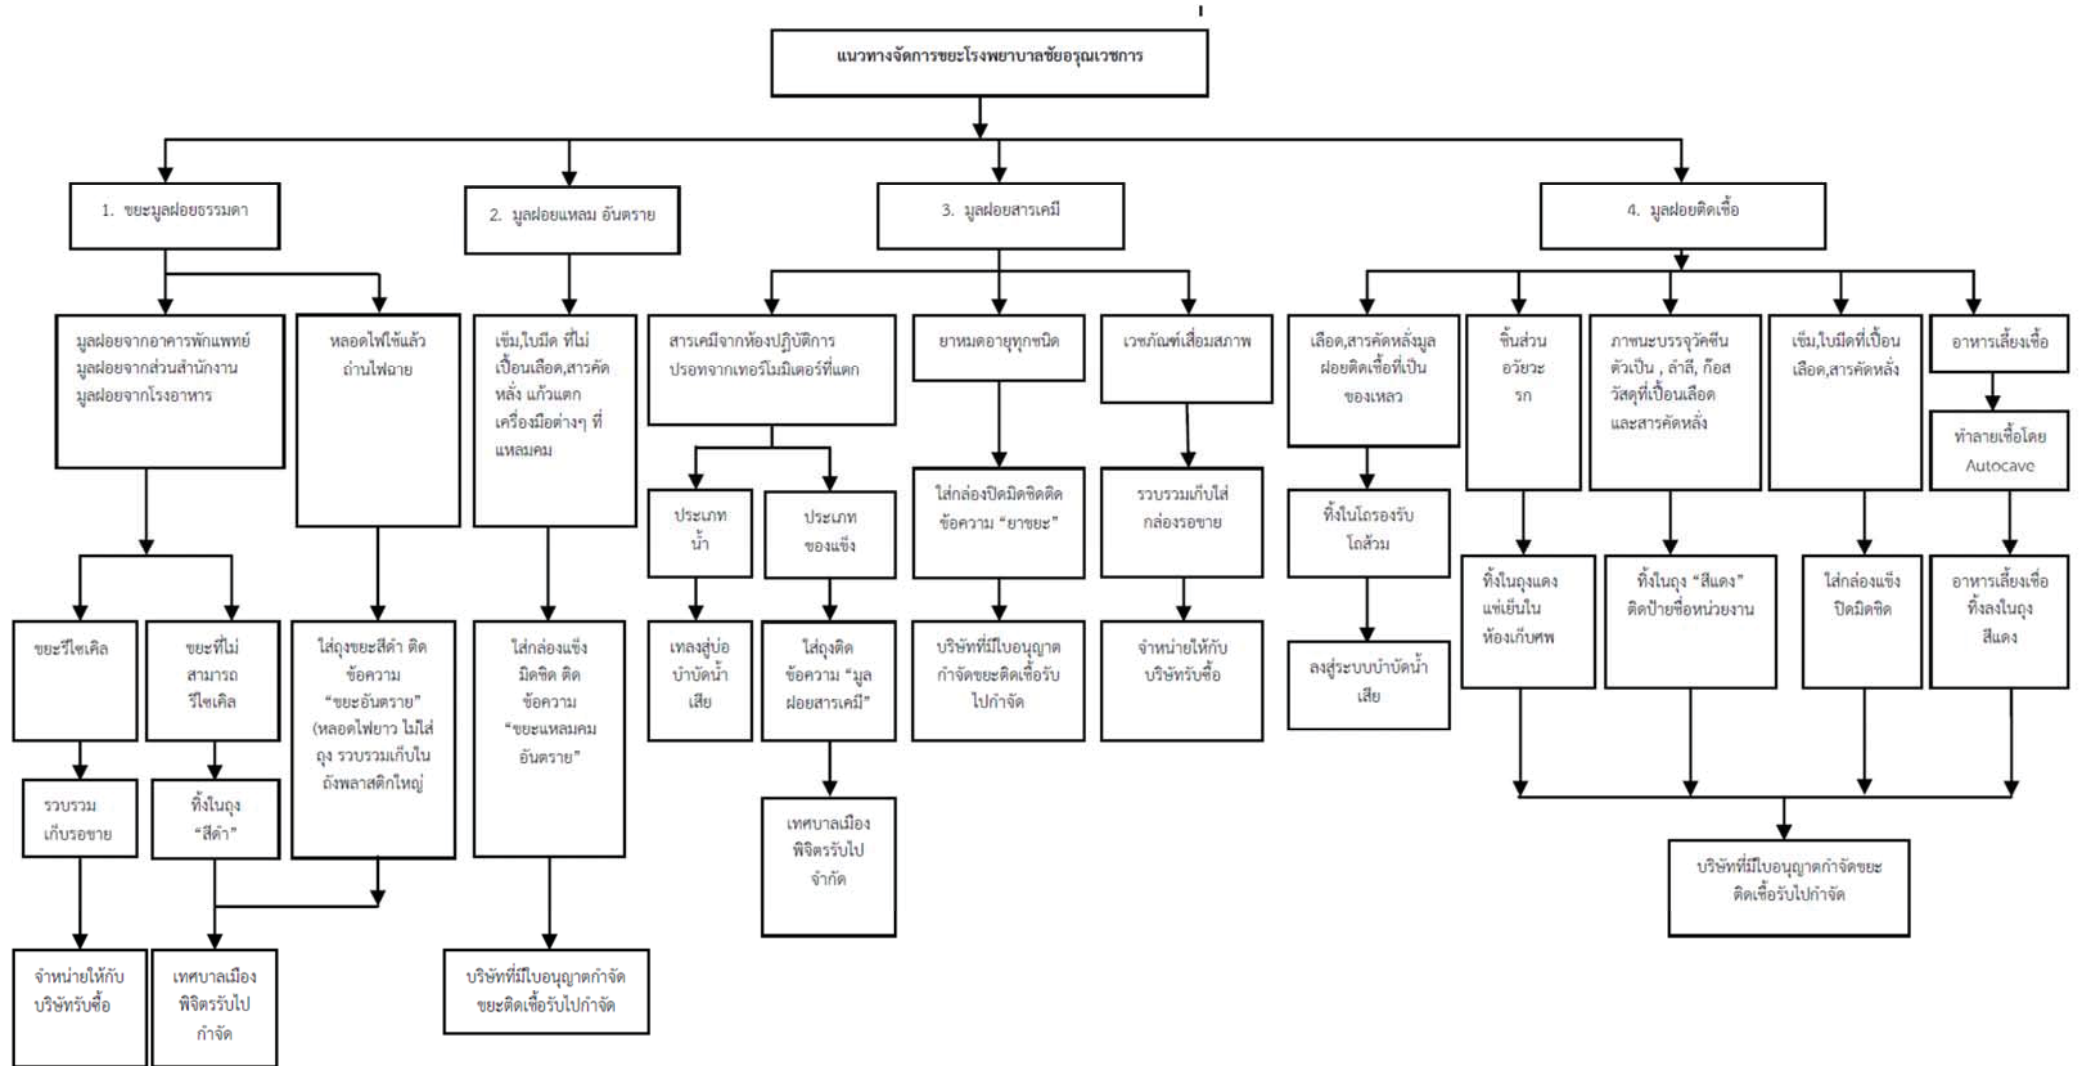 แนวทางจัดการขยะโรงพยาบาลชัยอรุณเวชการ
1. ขยะมูลฝอยธรรมดา
2. มูลฝอยแหลม อันตราย
3. มูลฝอยสารเคมี
4. มูลฝอยติดเชื้อ
มูลฝอยจากอาคารพักแพทย์
มูลฝอยจากส่วนสำนักงาน
มูลฝอยจากโรงอาหาร
หลอดไฟใช้แล้ว
ถ่านไฟฉาย
เข็ม,ใบมีด ที่ไม่
เปื้อนเลือด,สารคัด
หลั่ง แก้วแตก
เครื่องมือต่างๆ ที่
แหลมคม
สารเคมีจากห้องปฏิบัติการ
ปรอทจากเทอร์โมมิเตอร์ที่แตก
ยาหมดอายุทุกชนิด
เวชภัณฑ์เสื่อมสภาพ
เลือด,สารคัดหลั่งมูล
ฝอยติดเชื้อที่เป็น
ของเหลว
ชิ้นส่วน
อวัยวะ
รก
ภาชนะบรรจุวัคซีน
ตัวเป็น , สำลี, ก๊อส
วัสดุที่เปื้อนเลือด
และสารคัดหลั่ง
เข็ม,ใบมีดที่เปื้อน
เลือด,สารคัดหลั่ง
อาหารเลี้ยงเชื้อ
ทำลายเชื้อโดย
Autocave
ประเภท
น้ำ
ประเภท
ของแข็ง
ใส่กล่องปิดมิดชิดติด
ข้อความ “ยาขยะ”
รวบรวมเก็บใส่
กล่องรอขาย
ทิ้งในโถรองรับ
โถส้วม
ทิ้งในถุงแดง
แช่เย็นใน
ห้องเก็บศพ
ทิ้งในถุง “สีแดง”
ติดป้ายชื่อหน่วยงาน
ใส่กล่องแข็ง
ปิดมิดชิด
อาหารเลี้ยงเชื่อ
ทิ้งลงในถุง
สีแดง
ขยะรีไซเคิล
ขยะที่ไม่
สามารถ
รีไซเคิล
ใส่ถุงขยะสีดำ ติด
ข้อความ
“ขยะอันตราย”
(หลอดไฟยาว ไม่ใส่
ถุง รวบรวมเก็บใน
ถังพลาสติกใหญ่
ใส่กล่องแข็ง
มิดชิด ติด
ข้อความ
“ขยะแหลมคม
อันตราย”
เทลงสู่บ่อ
บำบัดน้ำ
เสีย
ใส่ถุงติด
ข้อความ “มูล
ฝอยสารเคมี”
บริษัทที่มีใบอนุญาต
กำจัดขยะติดเชื้อรับ
ไปกำจัด
จำหน่ายให้กับ
บริษัทรับซื้อ
ลงสู่ระบบบำบัดน้ำ
เสีย
รวบรวม
เก็บรอขาย
ทิ้งในถุง
“สีดำ”
เทศบาลเมือง
พิจิตรรับไป
จำกัด
บริษัทที่มีใบอนุญาตกำจัดขยะ
ติดเชื้อรับไปกำจัด
จำหน่ายให้กับ
บริษัทรับซื้อ
เทศบาลเมือง
พิจิตรรับไป
กำจัด
บริษัทที่มีใบอนุญาตกำจัด
ขยะติดเชื้อรับไปกำจัด